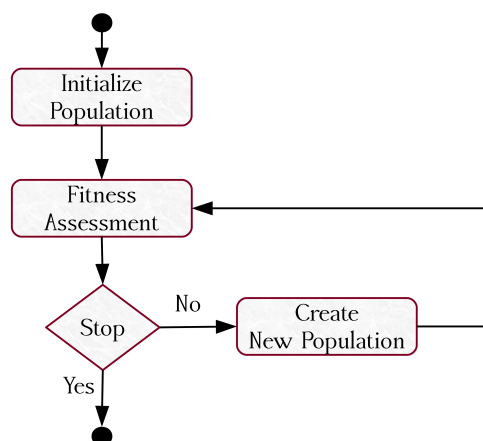 Initialize
Population
Fitness
Assessment
Stop
No
Create
New Population
Yes